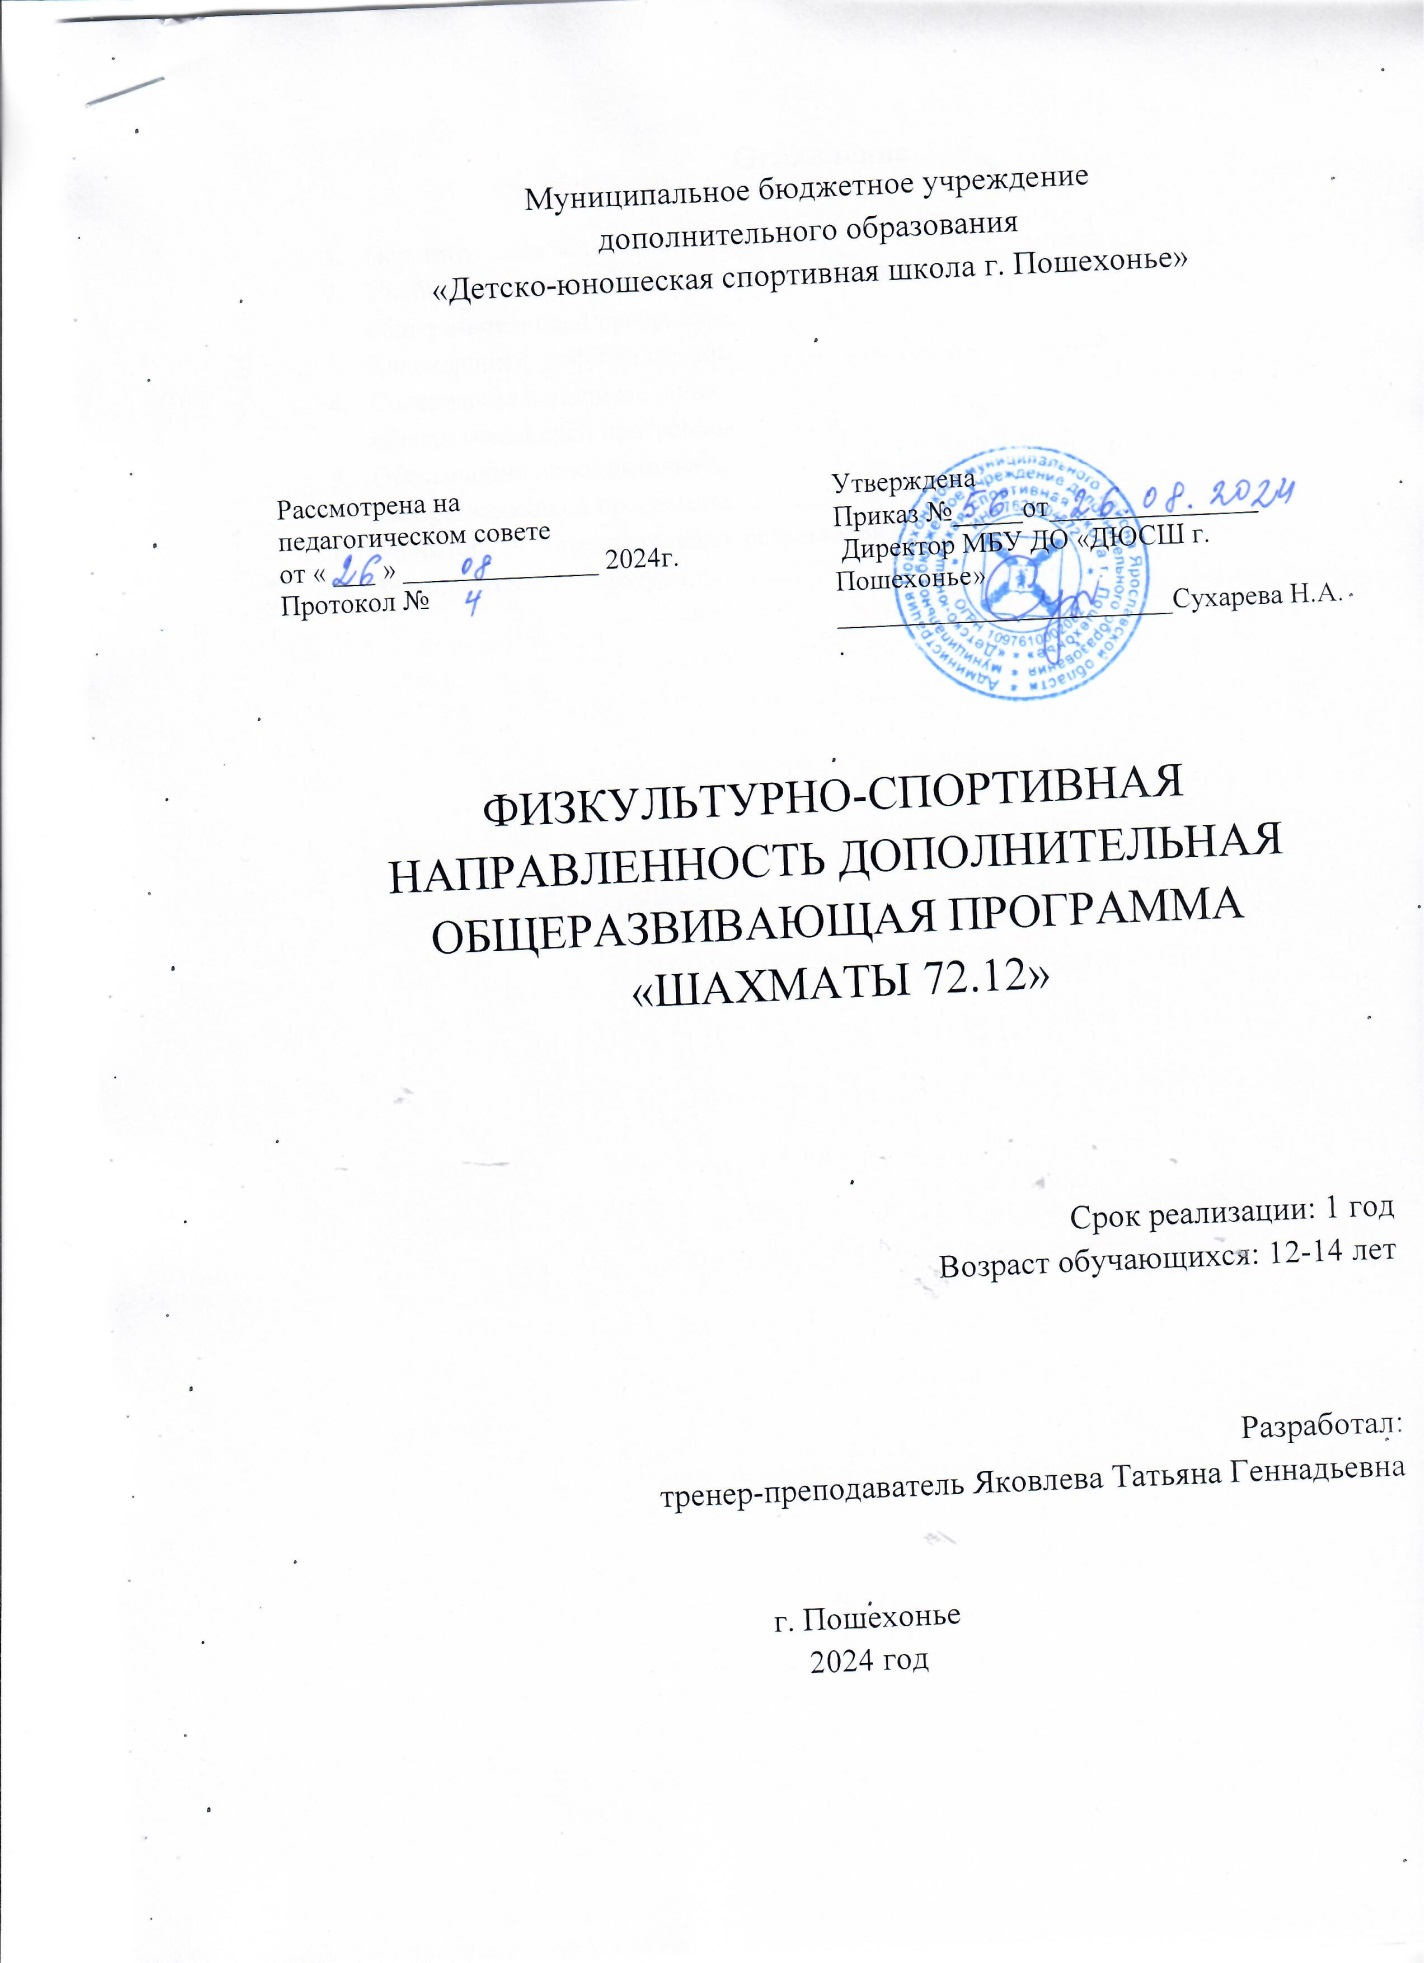 Муниципальное бюджетное учреждение
дополнительного образования
«Детско-юношеская спортивная школа г. Пошехонье»
Рассмотрена на
педагогическом совете
от « 26 » 08 2024г.
Протокол № 4
Утверждена
Приказ № 56 от 26.08.2024
Директор МБУ ДО «ДЮСШ г.
Пошехонье»
Сухарева Н.А.
ФИЗКУЛЬТУРНО-СПОРТИВНАЯ
НАПРАВЛЕННОСТЬ ДОПОЛНИТЕЛЬНАЯ
ОБЩЕРАЗВИВАЮЩАЯ ПРОГРАММА
«ШАХМАТЫ 72.12»
Срок реализации: 1 год
Возраст обучающихся: 12-14 лет
Разработал:
тренер-преподаватель Яковлева Татьяна Геннадьевна
г. Пошехонье
2024 год